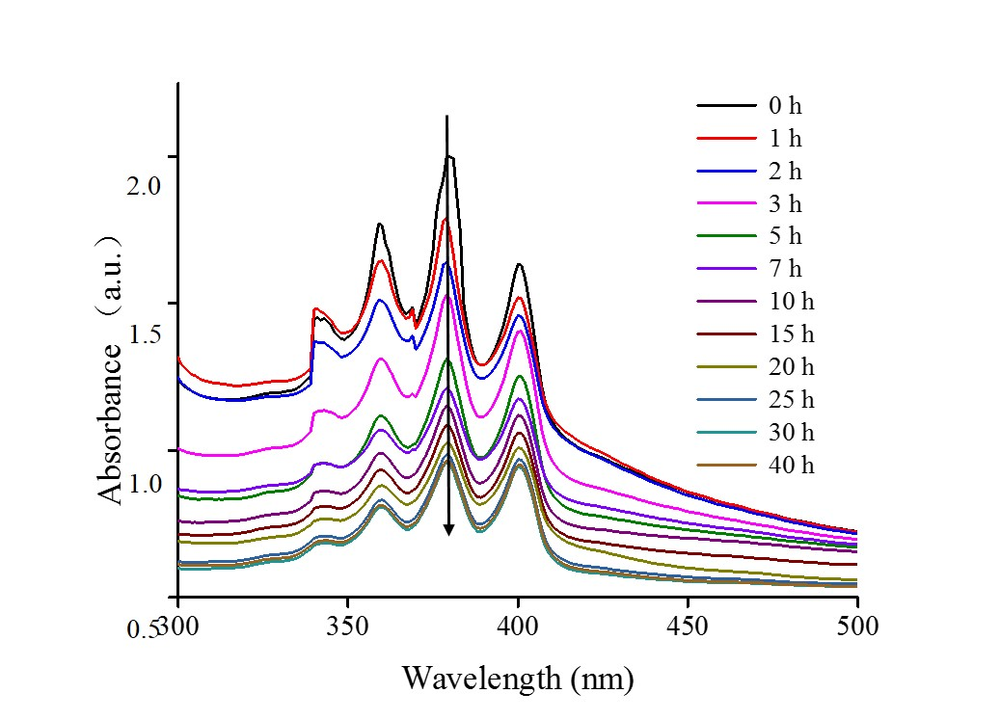 0 h
1 h
2 h
3 h
5 h
7 h
10 h
15 h
20 h
25 h
30 h
40 h
2.0
1.5
1.0
0.5
Absorbance （a.u.）
300 350 400 450 500
Wavelength (nm)